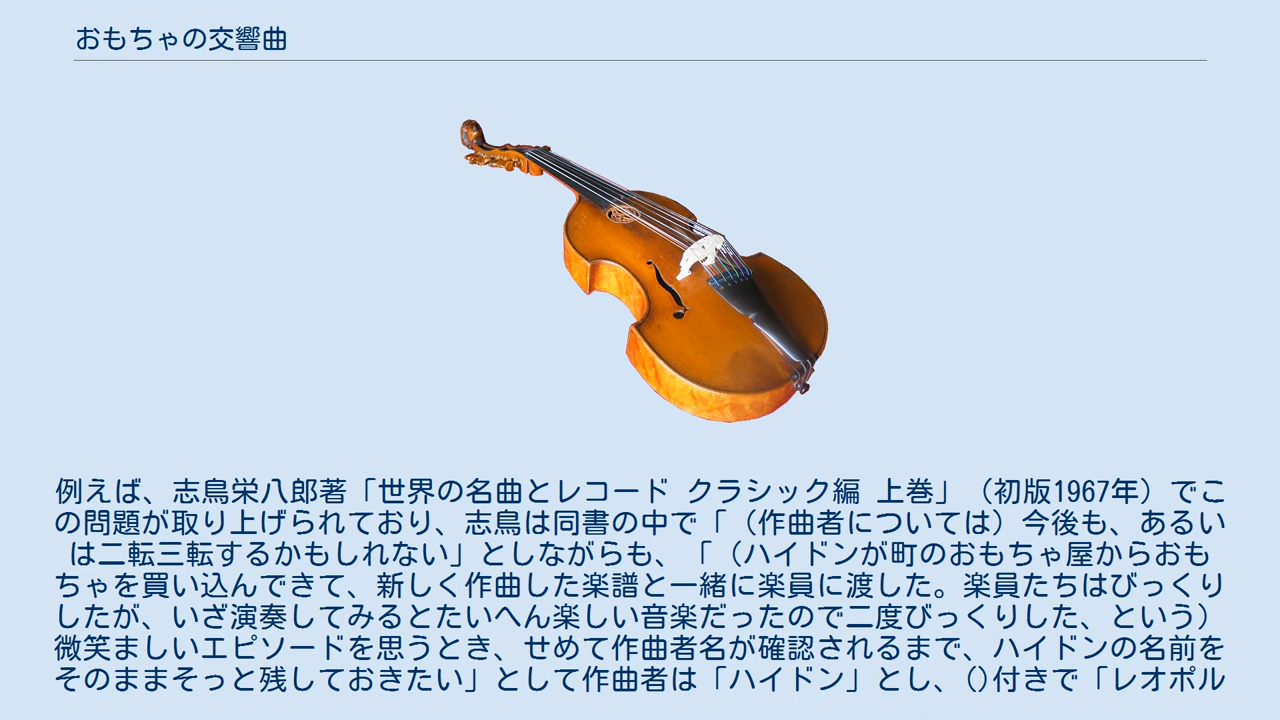 おもちゃの交響曲
例えば、志鳥栄八郎著「世界の名曲とレコード クラシック編 上巻」（初版1967年）でこ
の問題が取り上げられており、志鳥は同書の中で「（作曲者については）今後も、あるい
は二転三転するかもしれない」としながらも、「（ハイドンが町のおもちゃ屋からおも
ちゃを買い込んできて、新しく作曲した楽譜と一緒に楽員に渡した。楽員たちはびっくり
したが、いざ演奏してみるとたいへん楽しい音楽だったので二度びっくりした、という）
微笑ましいエピソードを思うとき、せめて作曲者名が確認されるまで、ハイドンの名前を
そのままそっと残しておきたい」として作曲者は「ハイドン」とし、()付きで「レオポル